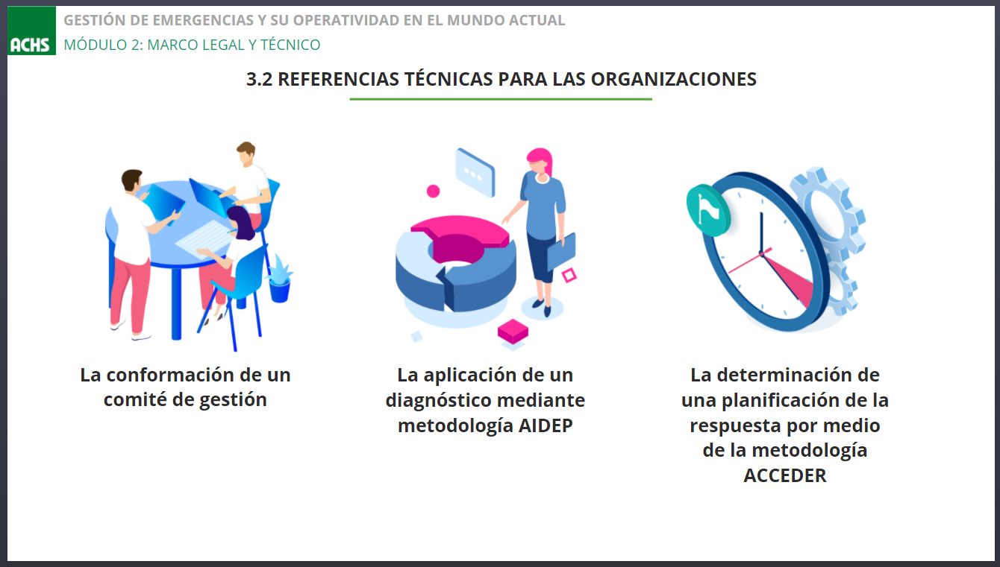 ACHS
GESTIÓN DE EMERGENCIAS Y SU OPERATIVIDAD EN EL MUNDO ACTUAL
MÓDULO 2: MARCO LEGAL Y TÉCNICO
3.2 REFERENCIAS TÉCNICAS PARA LAS ORGANIZACIONES
La conformación de un
comité de gestión
La aplicación de un
diagnóstico mediante
metodología AIDEP
La determinación de
una planificación de la
respuesta por medio
de la metodología
ACCEDER